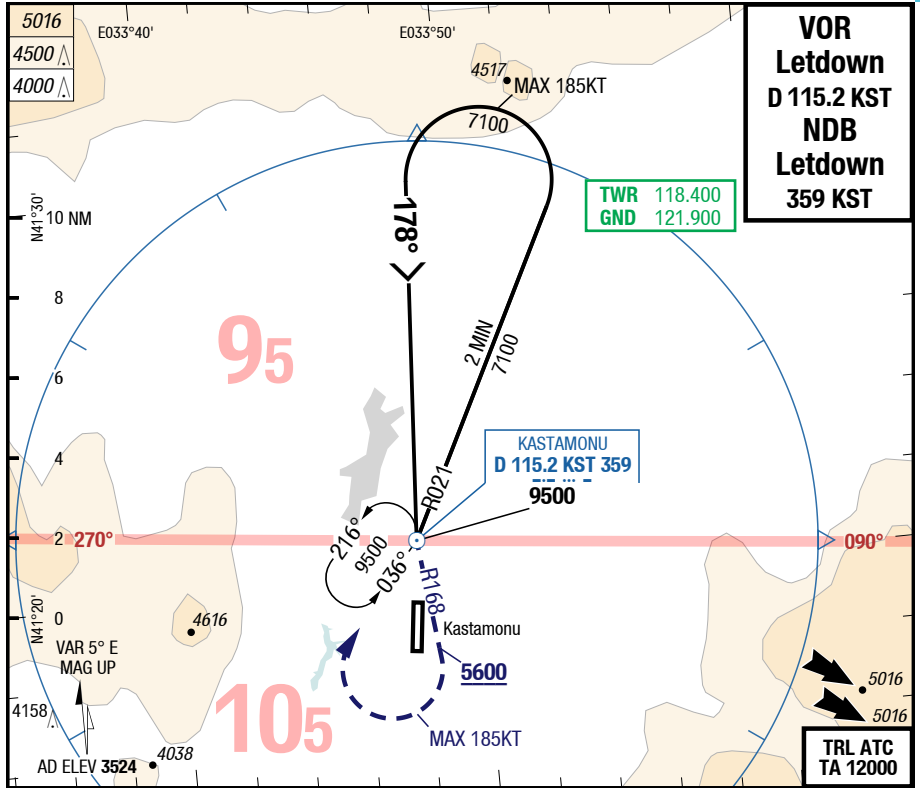 5016
4500
4000
E033°40'
E033°50'
VOR
Letdown
D 115.2 KST
NDB
Letdown
359 KST
4517
MAX 185KT
7100
TWR 118.400
GND 121.900
N41°30'
10 NM
178°
8
95
2 MIN
7100
6
4
KASTAMONU
D 115.2 KST 359
R021
9500
2
270°
216°
9500
036°
090°
R168
N41°20'
0
4616
Kastamonu
VAR 5° E
MAG UP
5600
5016
4158
105
5016
MAX 185KT
4038
AD ELEV 3524
TRL ATC
TA 12000